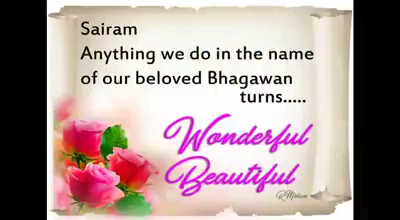 Sairam
Anything we do in the name
of our beloved Bhagawan
turns.....
Wonderful
Beautiful